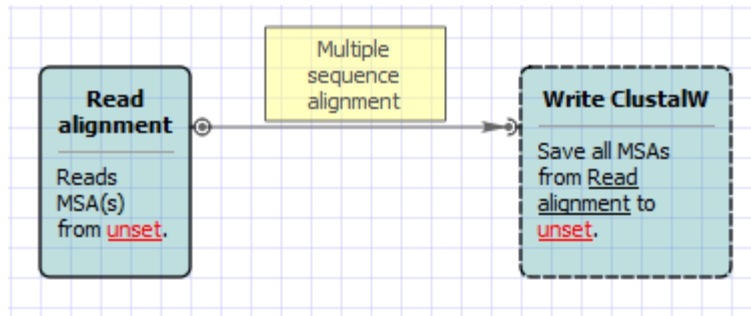 Multiple
sequence
alignment
Read
alignment
Reads
MSA(s)
from unset.
Write ClustalW
Save all MSAs
from Read
alignment to
unset.